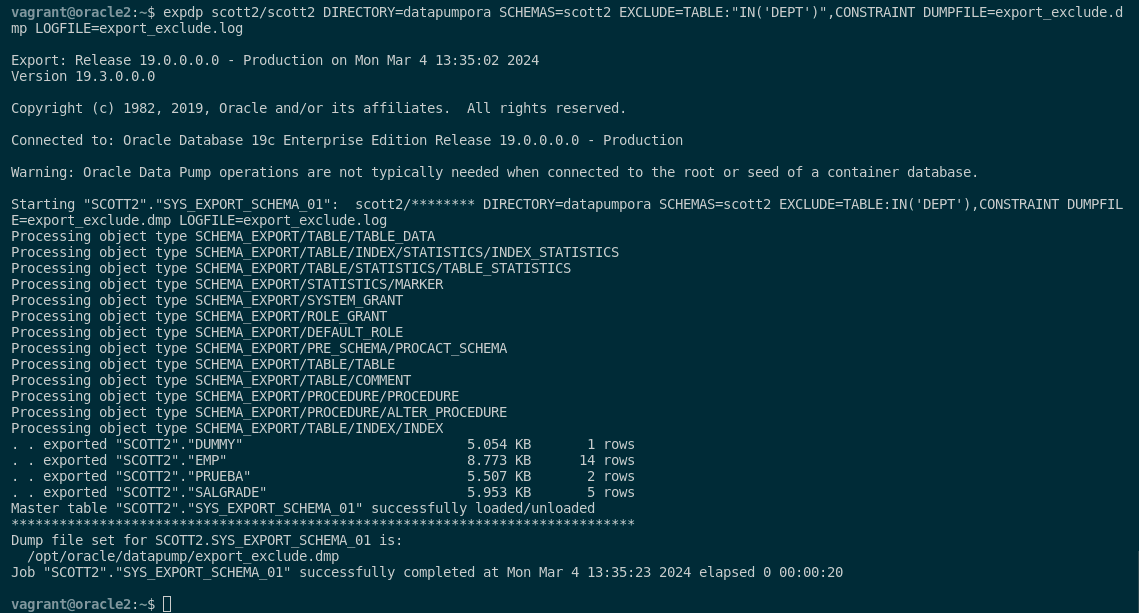 vagrant@oracle2:~$ expdp scott2/scott2 DIRECTORY=datapumpora SCHEMAS=scott2 EXCLUDE=TABLE:"IN('DEPT')",CONSTRAINT DUMPFILE=export_exclude.d
mp LOGFILE=export_exclude.log

Export: Release 19.0.0.0.0 - Production on Mon Mar 4 13:35:02 2024
Version 19.3.0.0.0

Copyright (c) 1982, 2019, Oracle and/or its affiliates.  All rights reserved.

Connected to: Oracle Database 19c Enterprise Edition Release 19.0.0.0.0 - Production

Warning: Oracle Data Pump operations are not typically needed when connected to the root or seed of a container database.

Starting "SCOTT2"."SYS_EXPORT_SCHEMA_01":  scott2/******** DIRECTORY=datapumpora SCHEMAS=scott2 EXCLUDE=TABLE:IN('DEPT'),CONSTRAINT DUMPFIL
E=export_exclude.dmp LOGFILE=export_exclude.log
Processing object type SCHEMA_EXPORT/TABLE/TABLE_DATA
Processing object type SCHEMA_EXPORT/TABLE/INDEX/STATISTICS/INDEX_STATISTICS
Processing object type SCHEMA_EXPORT/TABLE/STATISTICS/TABLE_STATISTICS
Processing object type SCHEMA_EXPORT/STATISTICS/MARKER
Processing object type SCHEMA_EXPORT/SYSTEM_GRANT
Processing object type SCHEMA_EXPORT/ROLE_GRANT
Processing object type SCHEMA_EXPORT/DEFAULT_ROLE
Processing object type SCHEMA_EXPORT/PRE_SCHEMA/PROCACT_SCHEMA
Processing object type SCHEMA_EXPORT/TABLE/TABLE
Processing object type SCHEMA_EXPORT/TABLE/COMMENT
Processing object type SCHEMA_EXPORT/PROCEDURE/PROCEDURE
Processing object type SCHEMA_EXPORT/PROCEDURE/ALTER_PROCEDURE
Processing object type SCHEMA_EXPORT/TABLE/INDEX/INDEX
. . exported "SCOTT2"."DUMMY"                            5.054 KB       1 rows
. . exported "SCOTT2"."EMP"                              8.773 KB      14 rows
. . exported "SCOTT2"."PRUEBA"                           5.507 KB       2 rows
. . exported "SCOTT2"."SALGRADE"                         5.953 KB       5 rows
Master table "SCOTT2"."SYS_EXPORT_SCHEMA_01" successfully loaded/unloaded
******************************************************************************
Dump file set for SCOTT2.SYS_EXPORT_SCHEMA_01 is:
  /opt/oracle/datapump/export_exclude.dmp
Job "SCOTT2"."SYS_EXPORT_SCHEMA_01" successfully completed at Mon Mar 4 13:35:23 2024 elapsed 0 00:00:20

vagrant@oracle2:~$